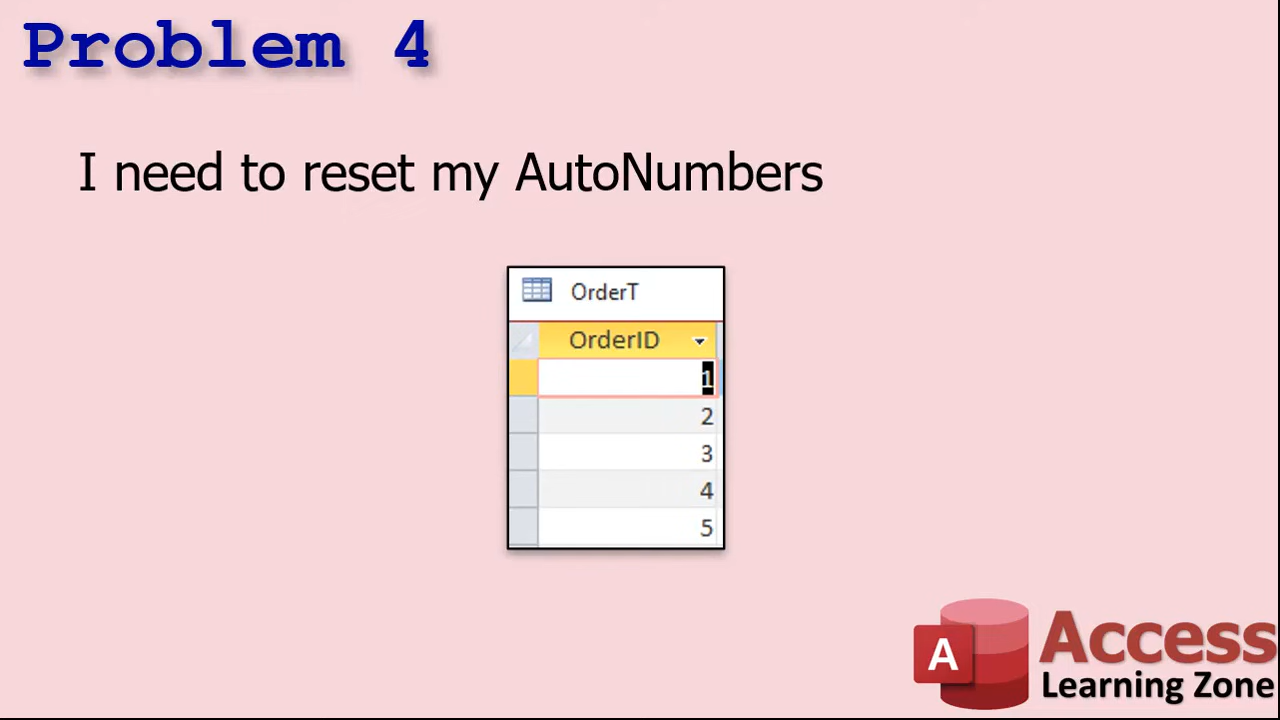 Problem 4
I need to reset my AutoNumbers
OrderT
OrderID
1
2
3
4
5
A
Access
Learning Zone